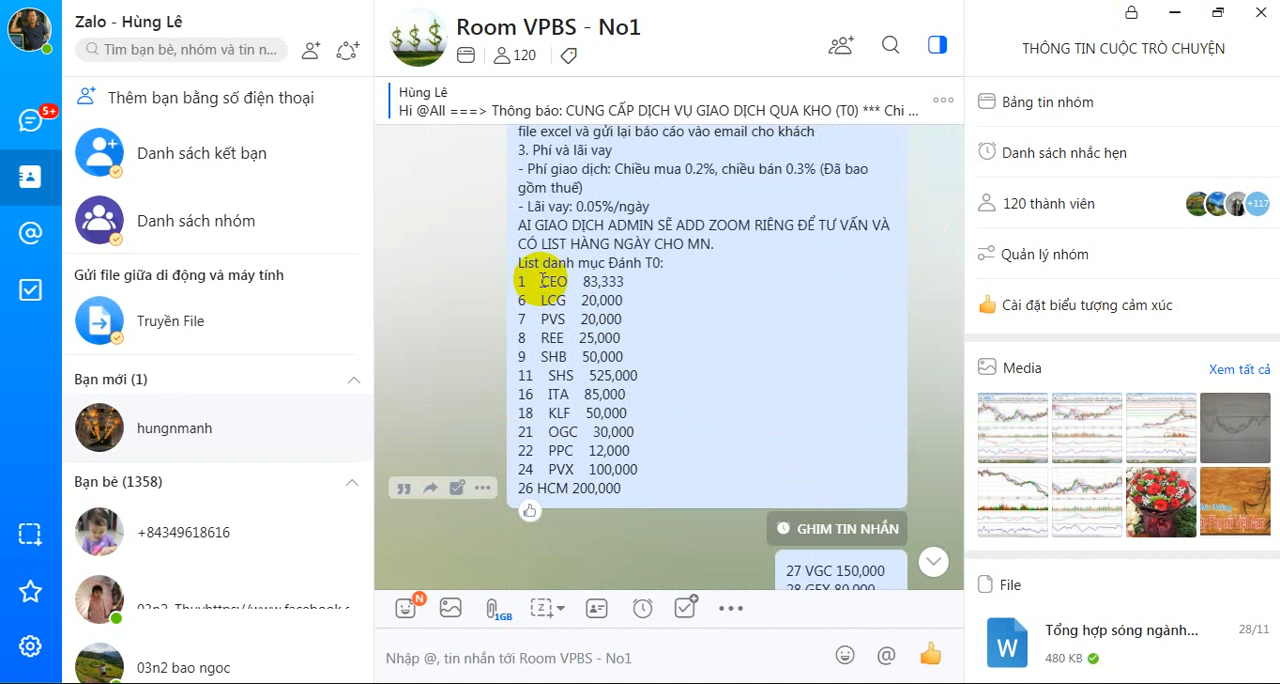 Zalo - Hùng Lê
Tìm bạn bè, nhóm và tin n...
5+
Thêm bạn bằng số điện thoại
Danh sách kết bạn
Danh sách nhóm
Gửi file giữa di động và máy tính
Truyền File
Bạn mới (1)
hungnmanh
Bạn bè (1358)
+84349618616
03n2 bao ngoc
Room VPBS - No1
120
Hùng Lê
Hi @All ===> Thông báo: CUNG CẤP DỊCH VỤ GIAO DỊCH QUA KHO (T0) *** Chi ...
file excel và gửi lại báo cáo vào email cho khách
3. Phí và lãi vay
- Phí giao dịch: Chiều mua 0.2%, chiều bán 0.3% (Đã bao
gồm thuế)
- Lãi vay: 0.05%/ngày
AI GIAO DỊCH ADMIN SẼ ADD ZOOM RIÊNG ĐỂ TƯ VẤN VÀ
CÓ LIST HÀNG NGÀY CHO MN.
List danh mục Đánh T0:
1 CEO 83,333
6 LCG 20,000
7 PVS 20,000
8 REE 25,000
9 SHB 50,000
11 SHS 525,000
16 ITA 85,000
18 KLF 50,000
21 OGC 30,000
22 PPC 12,000
24 PVX 100,000
26 HCM 200,000
GHIM TIN NHẮN
27 VGC 150,000
N
1GB
Nhập @, tin nhắn tới Room VPBS - No1
THÔNG TIN CUỘC TRÒ CHUYỆN
Bảng tin nhóm
Danh sách nhắc hẹn
120 thành viên
+117
Quản lý nhóm
Cài đặt biểu tượng cảm xúc
Media
Xem tất cả
File
W
Tổng hợp sóng ngành...
28/11
480 KB